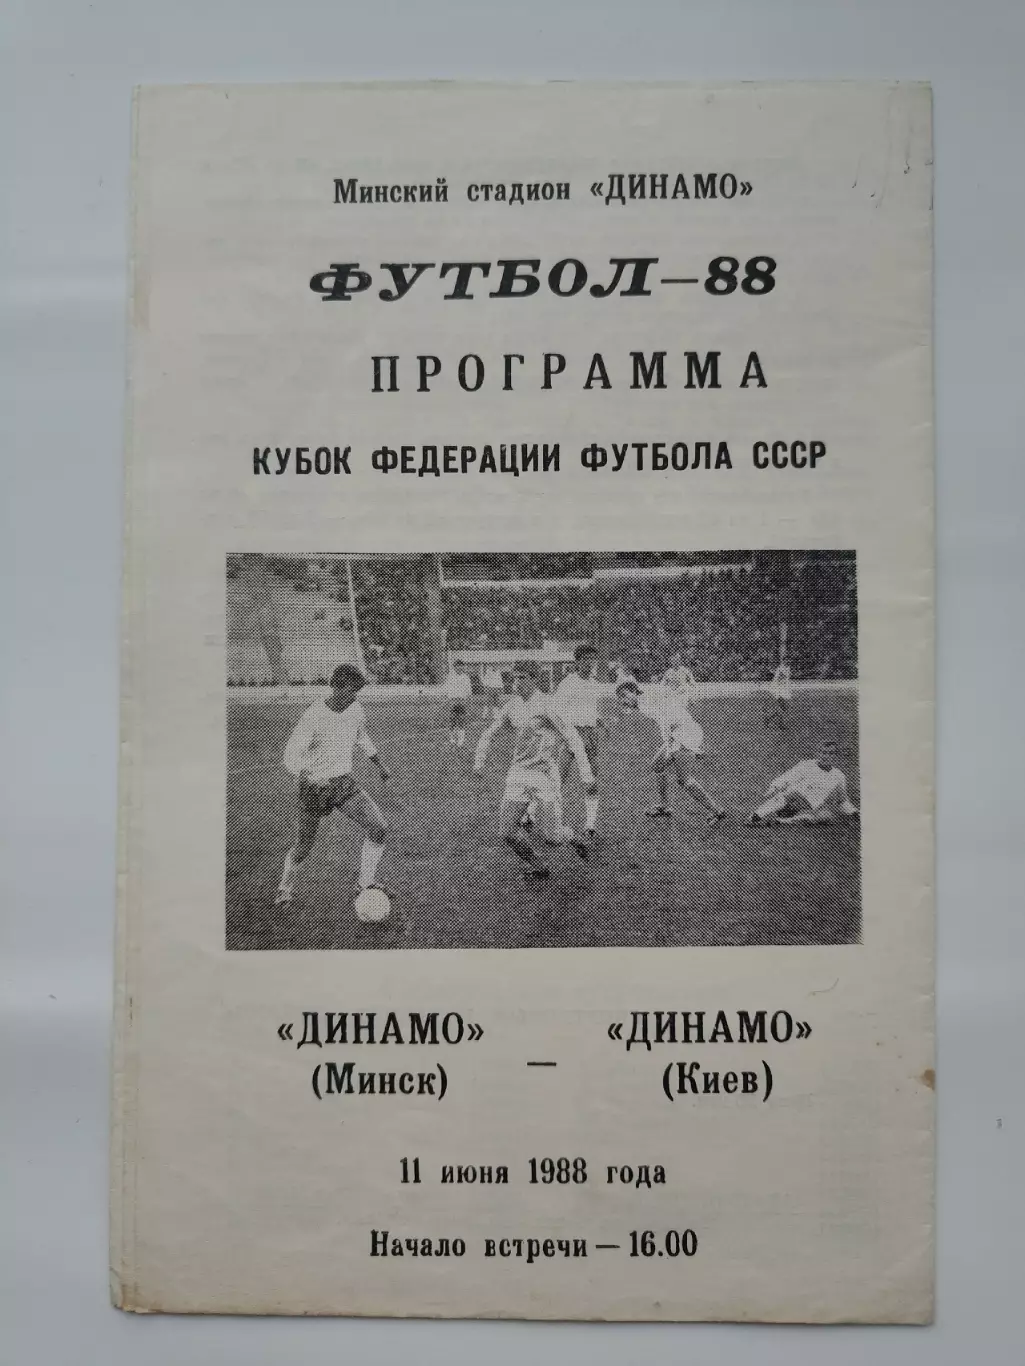 Минский стадион «ДИНАМО»
ФУТБОЛ—88
ПРОГРАММА
КУБОК ФЕДЕРАЦИИ ФУТБОЛА СССР
«ДИНАМО» — «ДИНАМО»
(Минск) (Киев)
11 июня 1988 года
Начало встречи — 16.00